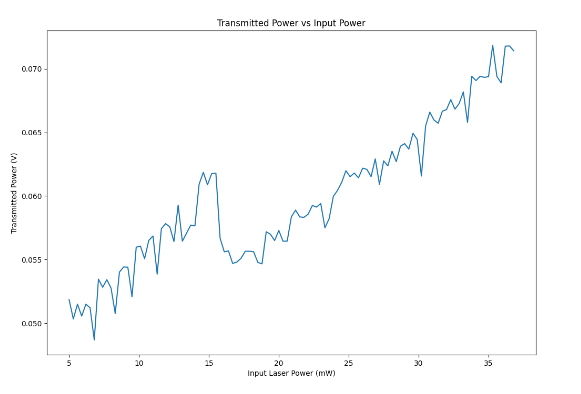 Transmitted Power vs Input Power
0.070
0.065
0.060
0.055
0.050
Transmitted Power (V)
5 10 15 20 25 30 35
Input Laser Power (mW)